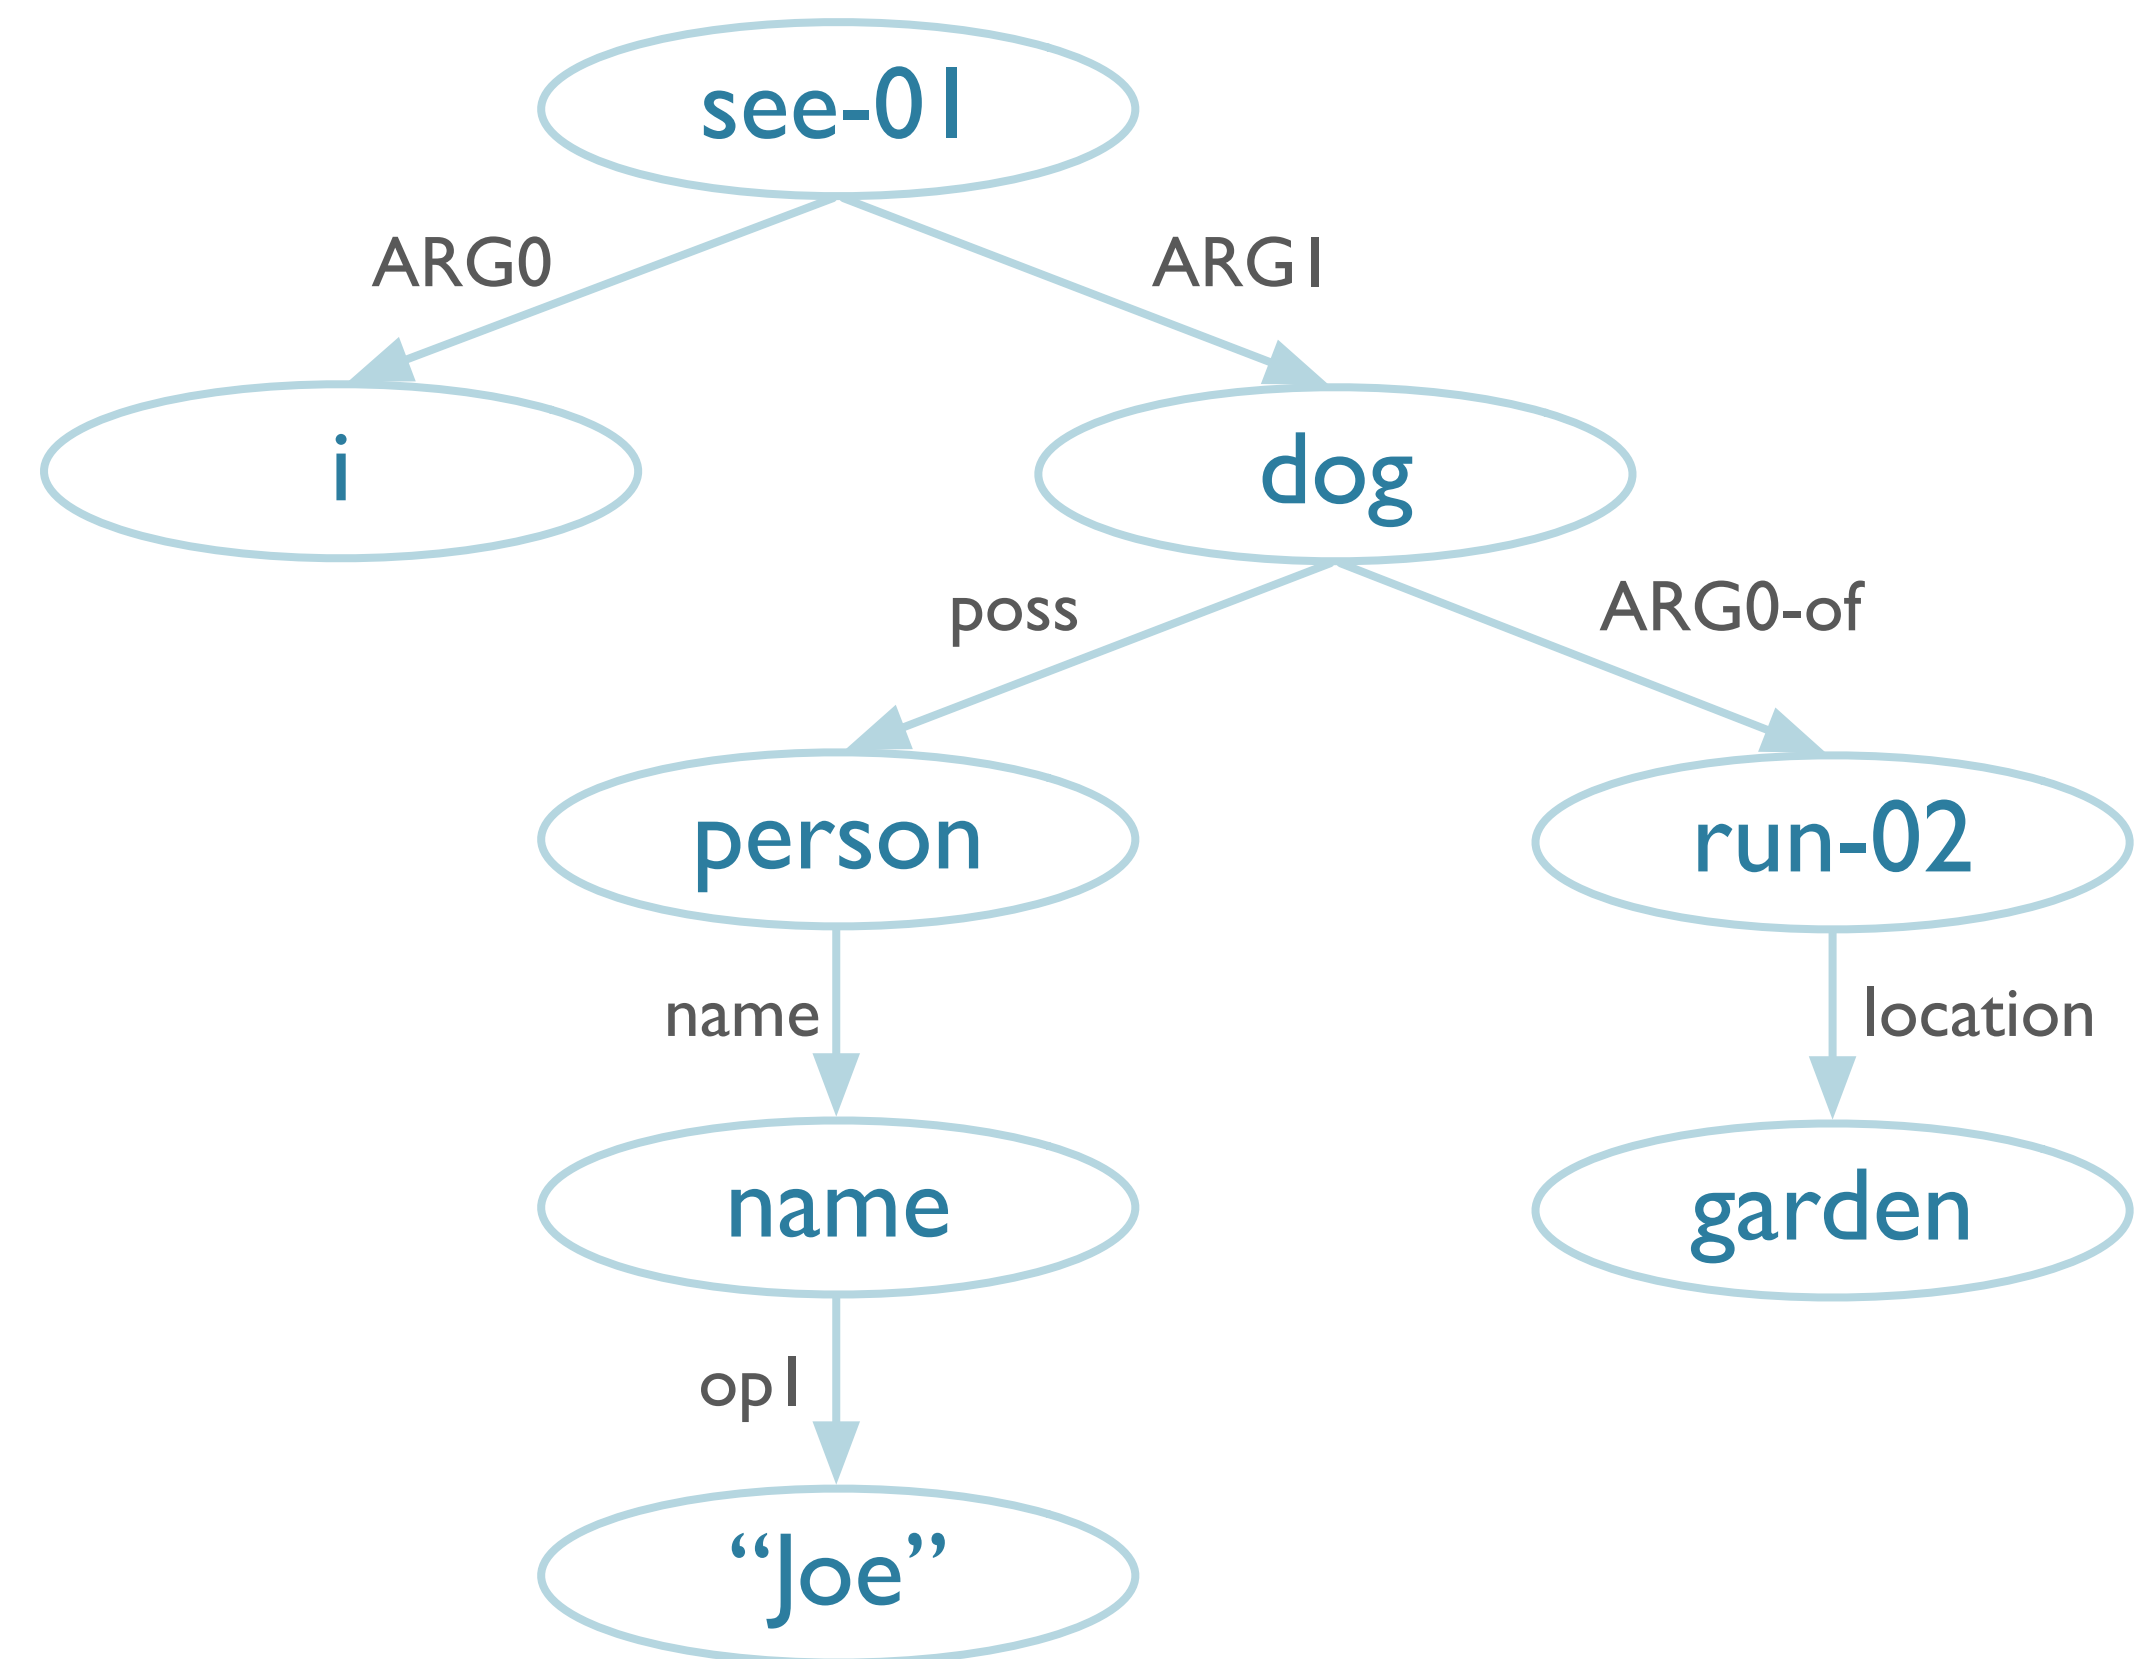 see-01
ARG0
ARG1
i
dog
poss
ARG0-of
person
run-02
name
location
name
garden
op1
“Joe”